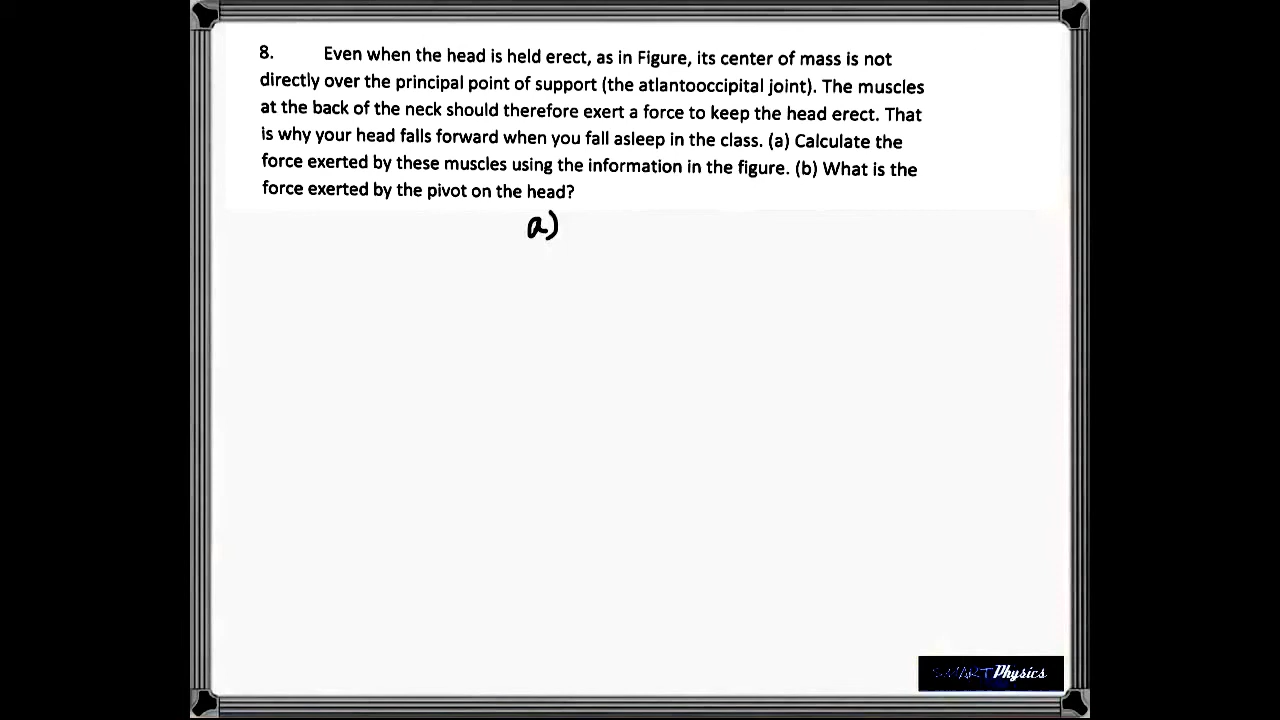 8. Even when the head is held erect, as in Figure, its center of mass is not
directly over the principal point of support (the atlantooccipital joint). The muscles
at the back of the neck should therefore exert a force to keep the head erect. That
is why your head falls forward when you fall asleep in the class. (a) Calculate the
force exerted by these muscles using the information in the figure. (b) What is the
force exerted by the pivot on the head?
a)
SMART Physics